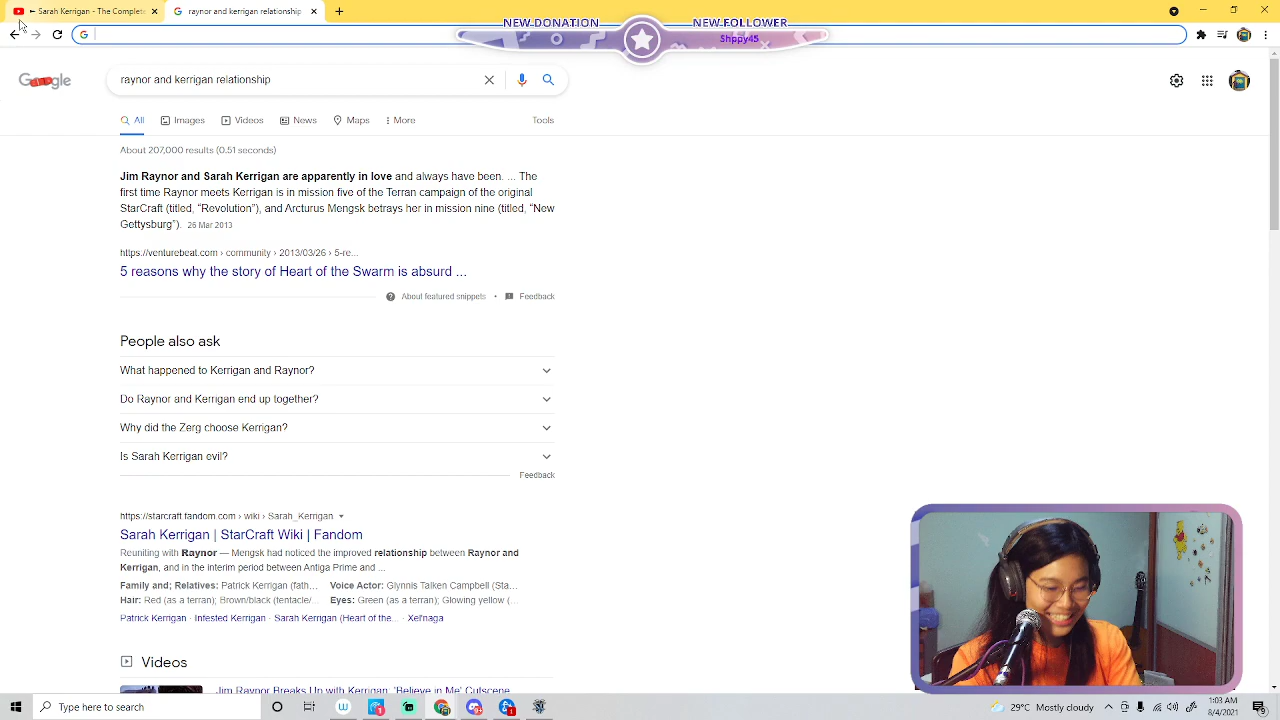 Sarah Kerrigan - The Complete
raynor and kerrigan relationship
NEW DONATION
NEW FOLLOWER
Shppy45
Google
raynor and kerrigan relationship
All
Images
Videos
News
Maps
More
Tools
About 207,000 results (0.51 seconds)
Jim Raynor and Sarah Kerrigan are apparently in love and always have been. ... The
first time Raynor meets Kerrigan is in mission five of the Terran campaign of the original
StarCraft (titled, “Revolution”), and Arcturus Mengsk betrays her in mission nine (titled, “New
Gettysburg”). 26 Mar 2013
https://venturebeat.com › community › 2013/03/26 › 5-re...
5 reasons why the story of Heart of the Swarm is absurd ...
About featured snippets • Feedback
People also ask
What happened to Kerrigan and Raynor?
Do Raynor and Kerrigan end up together?
Why did the Zerg choose Kerrigan?
Is Sarah Kerrigan evil?
Feedback
https://starcraft.fandom.com › wiki › Sarah_Kerrigan
Sarah Kerrigan | StarCraft Wiki | Fandom
Reuniting with Raynor — Mengsk had noticed the improved relationship between Raynor and
Kerrigan, and in the interim period between Antiga Prime and ...
Family and; Relatives: Patrick Kerrigan (fath... Voice Actor: Glynnis Talken Campbell (Sta...
Hair: Red (as a terran); Brown/black (tentacle/... Eyes: Green (as a terran); Glowing yellow (...
Patrick Kerrigan · Infested Kerrigan · Sarah Kerrigan (Heart of the... · Xel'naga
Videos
Jim Raynor Breaks Up with Kerrigan, 'Believe in Me' Cutscene
Type here to search
29°C Mostly cloudy
1:03 AM
8/4/2021